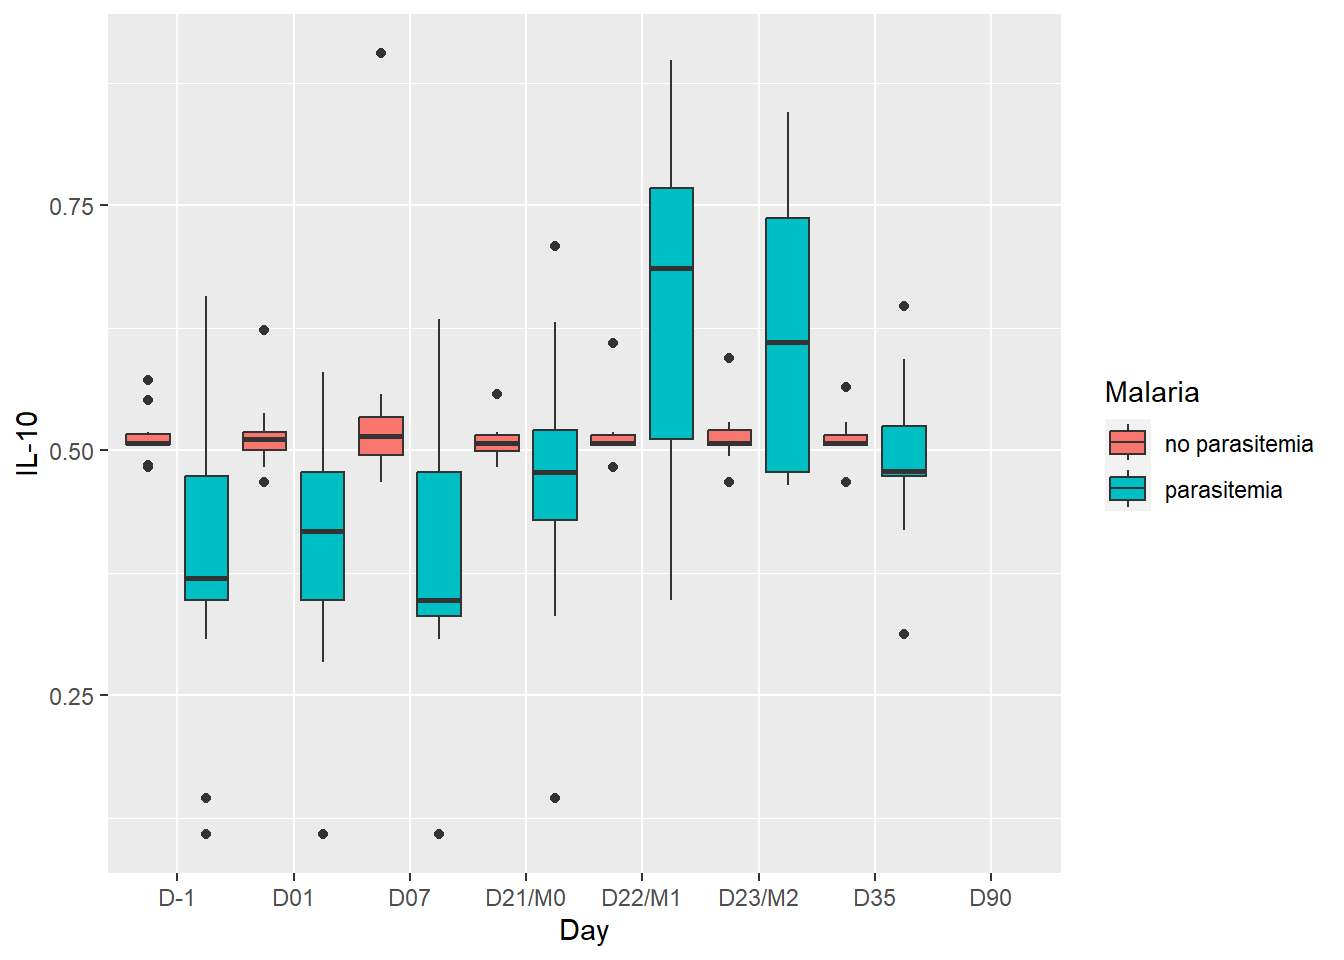 IL-10
0.75
0.50
0.25
D-1 D01 D07 D21/M0 D22/M1 D23/M2 D35 D90
Day
Malaria
no parasitemia
parasitemia